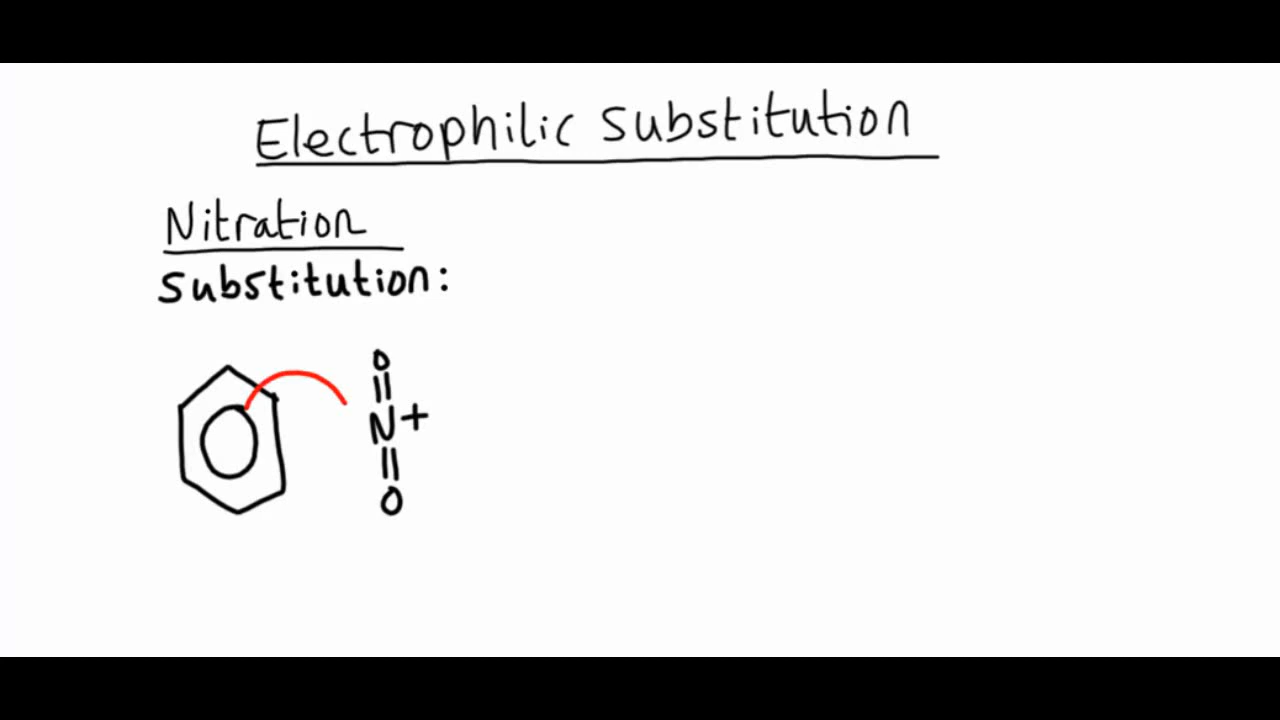 Electrophilic substitution
Nitration
substitution:
O
N+
O